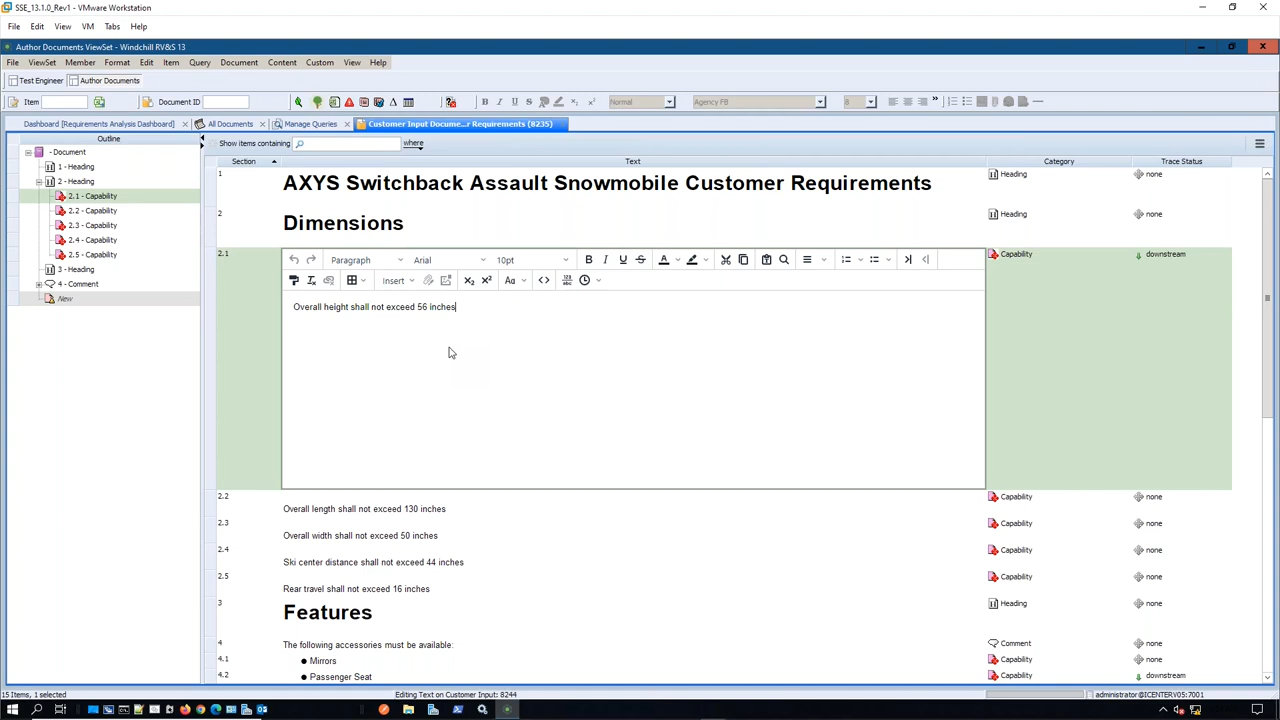 SSE_13.1.0_Rev1 - VMware Workstation
File Edit View VM Tabs Help
Author Documents ViewSet - Windchill RV&S 13
File ViewSet Member Format Edit Item Query Document Content Custom View Help
Test Engineer Author Documents
Item Document ID B I U S Normal Agency FB 8
Dashboard [Requirements Analysis Dashboard] All Documents Manage Queries Customer Input Docume...r Requirements (8235)
Outline
Show items containing where
Section Text Category Trace Status
- Document
1 - Heading
2 - Heading
2.1 - Capability
2.2 - Capability
2.3 - Capability
2.4 - Capability
2.5 - Capability
3 - Heading
4 - Comment
New
1 AXYS Switchback Assault Snowmobile Customer Requirements Heading none
2 Dimensions Heading none
2.1 Capability downstream
Paragraph Arial 10pt B I U S A
Insert X2 X2 Aa
Overall height shall not exceed 56 inches
2.2 Capability none
Overall length shall not exceed 130 inches
2.3 Capability none
Overall width shall not exceed 50 inches
2.4 Capability none
Ski center distance shall not exceed 44 inches
2.5 Capability none
Rear travel shall not exceed 16 inches
3 Features Heading none
4 The following accessories must be available: Comment none
4.1 Mirrors Capability none
4.2 Passenger Seat Capability downstream
15 Items, 1 selected Editing Text on Customer Input: 8244 administrator@ICENTERV05:7001